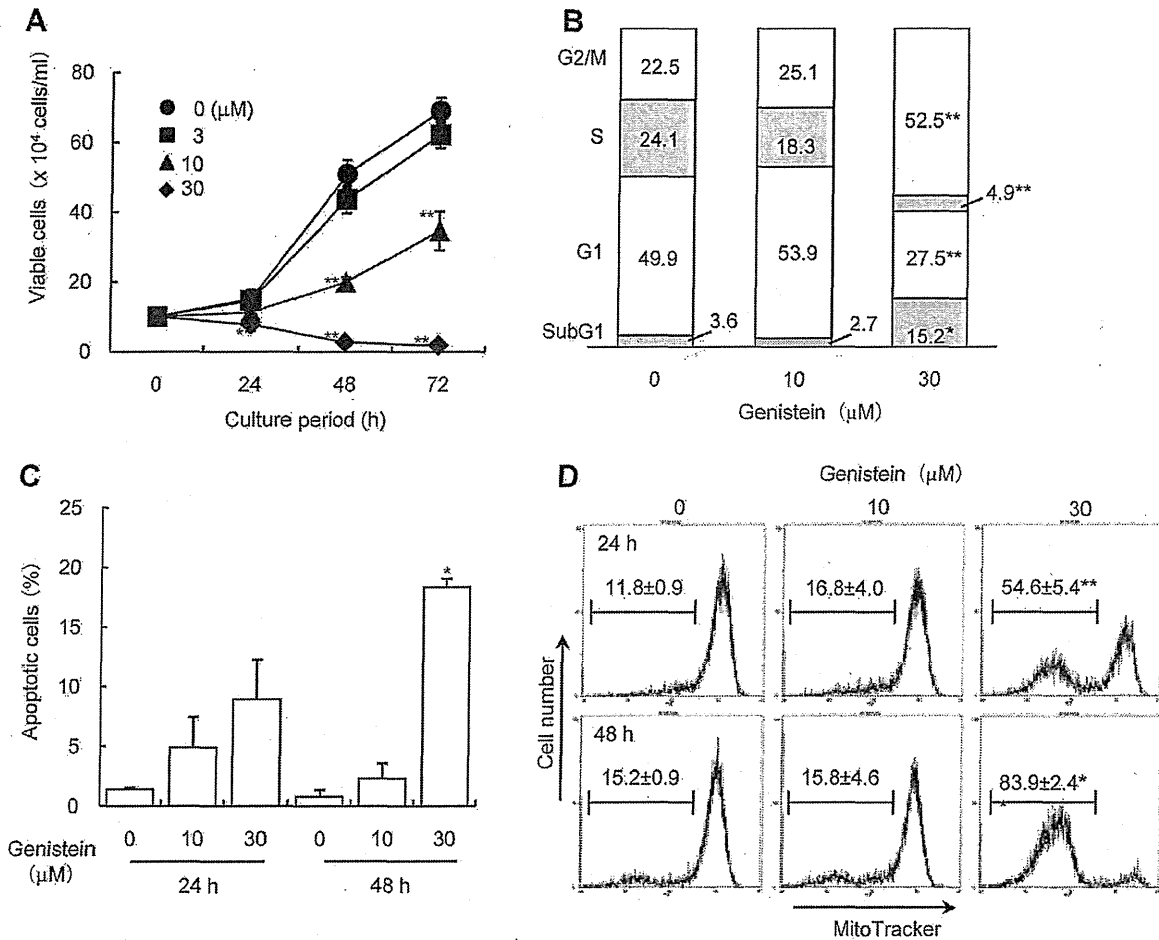 A
Viable cells (x 10⁴ cells/ml)
80
60
40
20
0
0 (μM)
3
10
30
**
**
**
**
**
0 24 48 72
Culture period (h)
B
G2/M
S
G1
SubG1
22.5
24.1
49.9
3.6
25.1
18.3
53.9
2.7
52.5**
4.9**
27.5**
15.2*
0 10 30
Genistein (μM)
C
Apoptotic cells (%)
25
20
15
10
5
0
*
0 10 30 0 10 30
Genistein
(μM)
24 h 48 h
D
Genistein (μM)
0 10 30
24 h
11.8±0.9
16.8±4.0
54.6±5.4**
48 h
15.2±0.9
15.8±4.6
83.9±2.4*
Cell number
MitoTracker